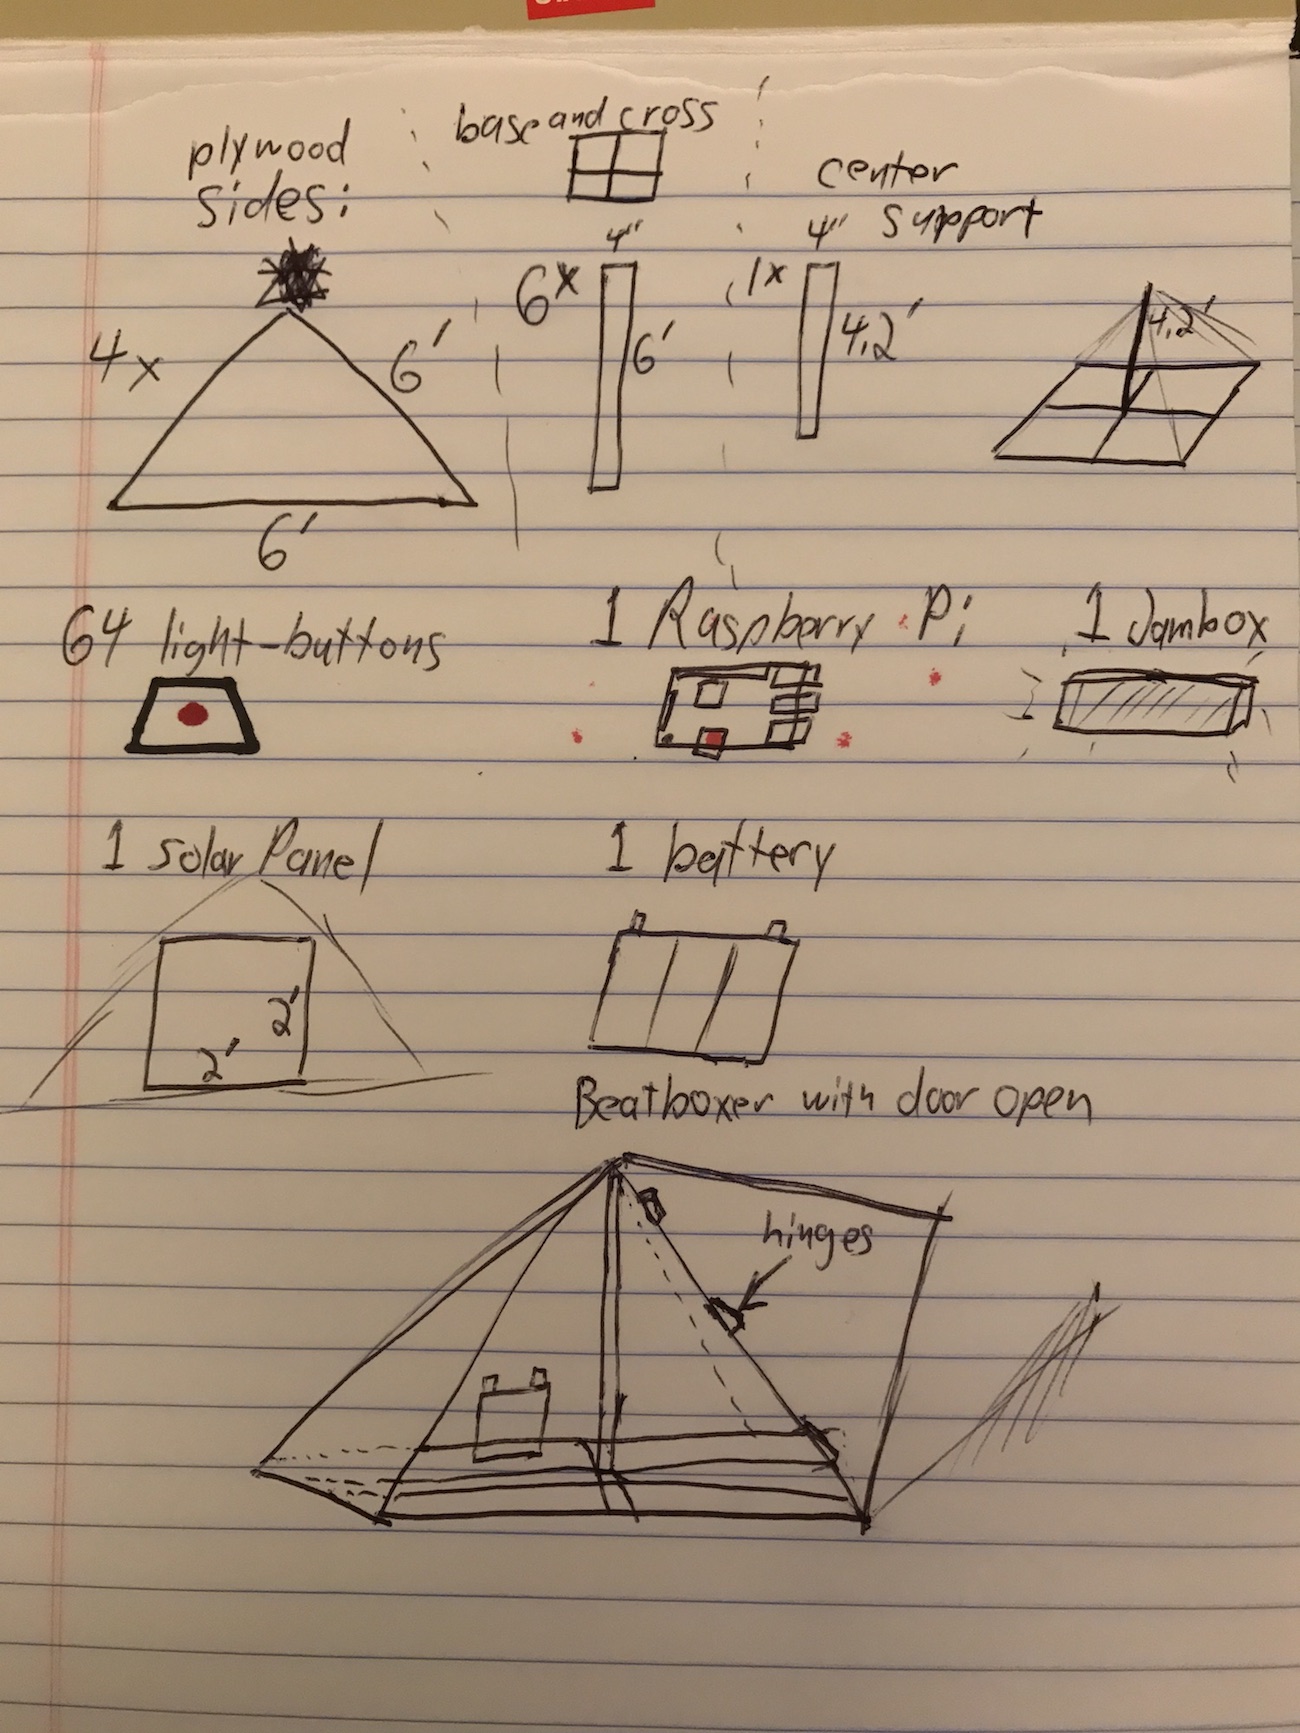 plywood
sides:
4x
6'
6'
base and cross
4"
6x
6'
center
support
4"
1x
4.2'
4.2'
64 light-buttons
1 Raspberry Pi
1 Jambox
1 solar Panel
2'
2'
1 battery
Beatboxer with door open
hinges